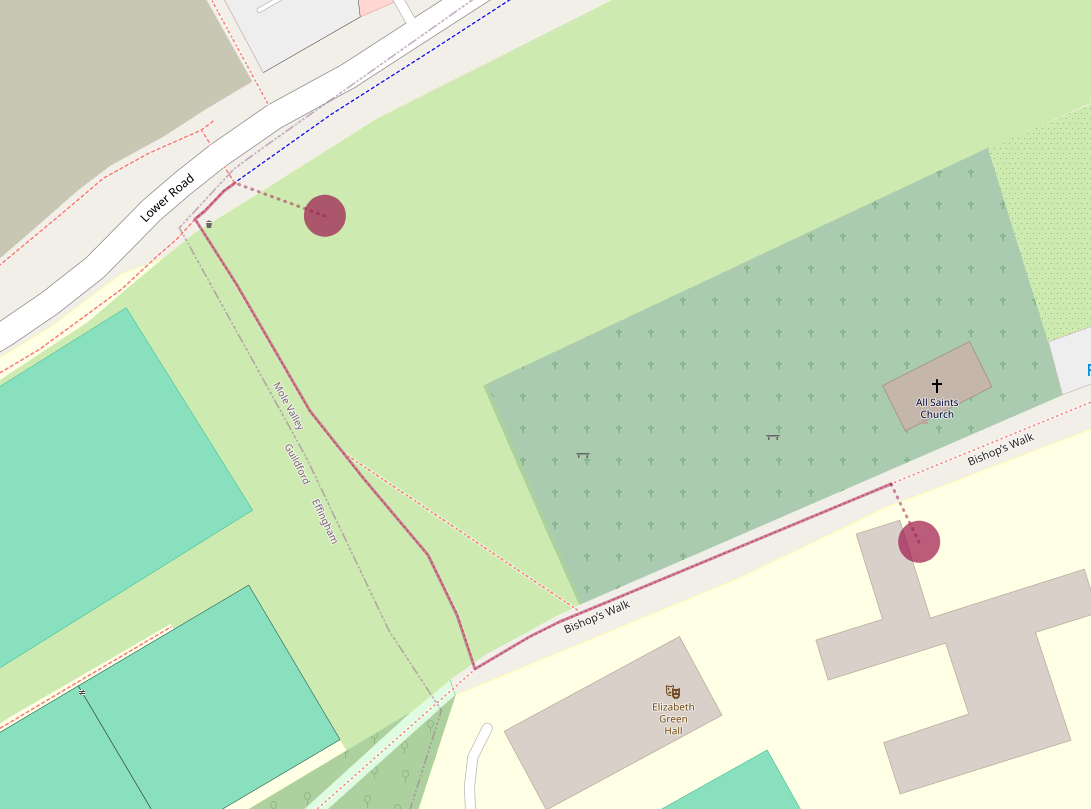 Lower Road
Mole Valley
Guildford
Effingham
All Saints
Church
Bishop's Walk
Bishop's Walk
Elizabeth
Green
Hall